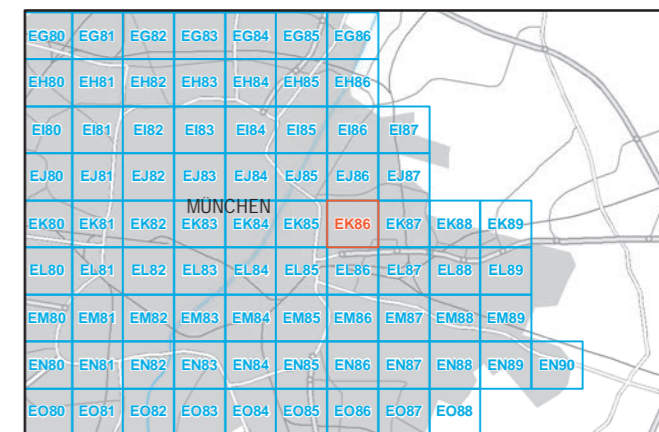 EG80 EG81 EG82 EG83 EG84 EG85 EG86
EH80 EH81 EH82 EH83 EH84 EH85 EH86
EI80 EI81 EI82 EI83 EI84 EI85 EI86 EI87
EJ80 EJ81 EJ82 EJ83 EJ84 EJ85 EJ86 EJ87
MÜNCHEN
EK80 EK81 EK82 EK83 EK84 EK85 EK86 EK87 EK88 EK89
EL80 EL81 EL82 EL83 EL84 EL85 EL86 EL87 EL88 EL89
EM80 EM81 EM82 EM83 EM84 EM85 EM86 EM87 EM88 EM89
EN80 EN81 EN82 EN83 EN84 EN85 EN86 EN87 EN88 EN89 EN90
EO80 EO81 EO82 EO83 EO84 EO85 EO86 EO87 EO88